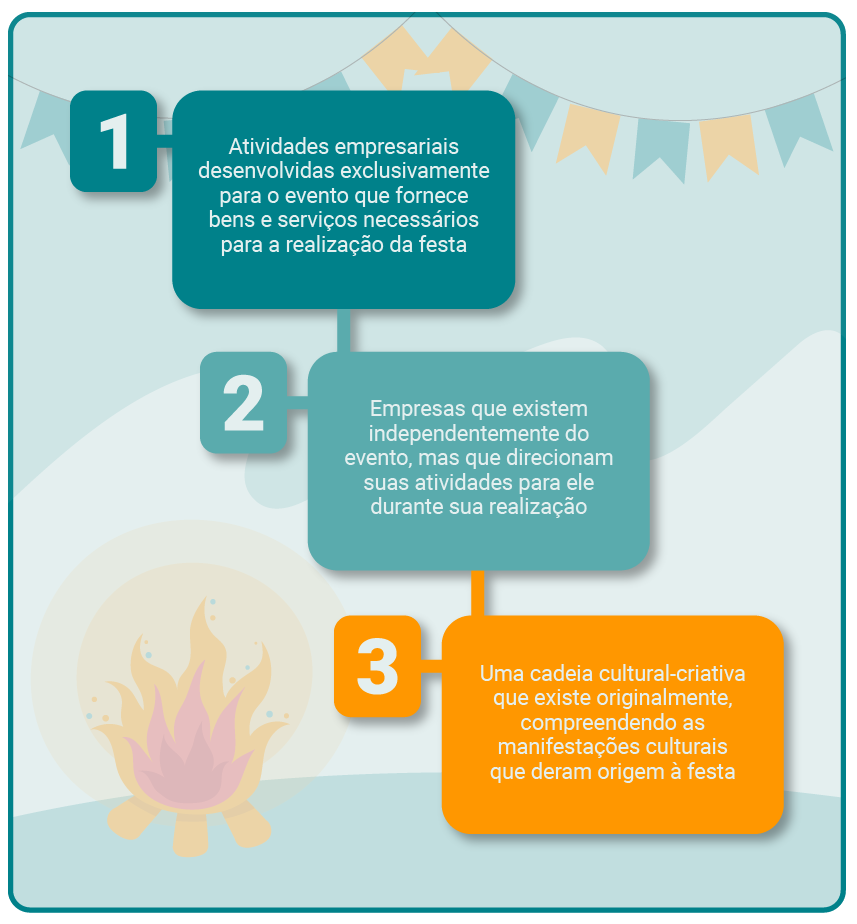 1
Atividades empresariais
desenvolvidas exclusivamente
para o evento que fornece
bens e serviços necessários
para a realização da festa
2
Empresas que existem
independentemente do
evento, mas que direcionam
suas atividades para ele
durante sua realização
3
Uma cadeia cultural-criativa
que existe originalmente,
compreendendo as
manifestações culturais
que deram origem à festa